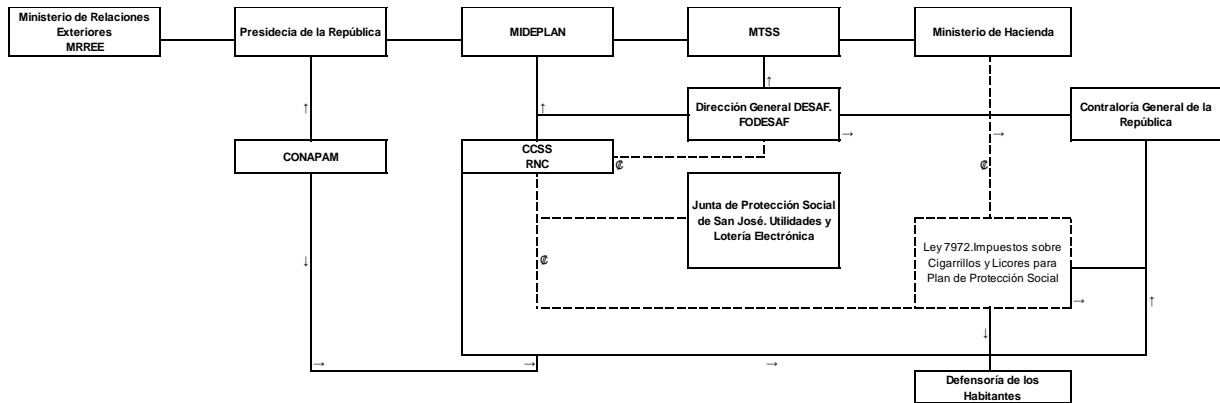 Ministerio de Relaciones
Exteriores
MRREE
Presidecia de la República
MIDEPLAN
MTSS
Ministerio de Hacienda
↑
↑
↑
Dirección General DESAF.
FODESAF
→
→
Contraloría General de la
República
CONAPAM
CCSS
RNC
₡
₡
Junta de Protección Social
de San José. Utilidades y
Lotería Electrónica
Ley 7972.Impuestos sobre
Cigarrillos y Licores para
Plan de Protección Social
↓
₡
→
↑
↓
→
→
→
Defensoría de los
Habitantes